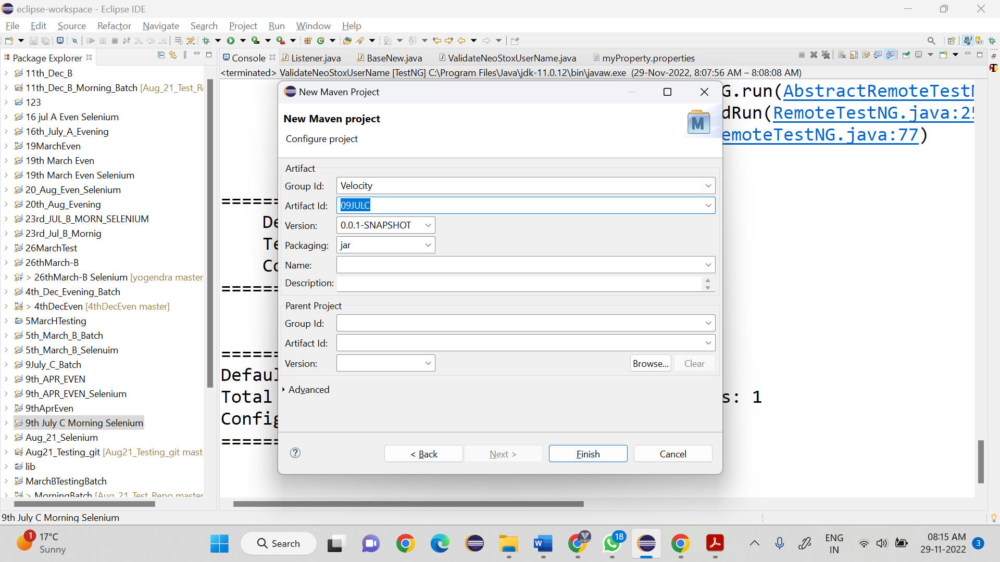 eclipse-workspace - Eclipse IDE
File Edit Source Refactor Navigate Search Project Run Window Help
Package Explorer
Console Listener.java BaseNew.java ValidateNeoStoxUserName.java myProperty.properties
<terminated> ValidateNeoStoxUserName [TestNG] C:\Program Files\Java\jdk-11.0.12\bin\javaw.exe (29-Nov-2022, 8:07:56 AM – 8:08:08 AM)
11th_Dec_B
11th_Dec_B_Morning_Batch [Aug_21_Test_Re
123
16 jul A Even Selenium
16th_July_A_Evening
19MarchEven
19th March Even
19th March Even Selenium
20_Aug_Even_Selenium
20th_Aug_Evening
23rd_JUL_B_MORN_SELENIUM
23rd_Jul_B_Mornig
26MarchTest
26thMarch-B
> 26thMarch-B Selenium [yogendra master
4th_Dec_Evening_Batch
> 4thDecEven [4thDecEven master]
5MarcHTesting
5th_March_B_Batch
5th_March_B_Selenuim
9July_C_Batch
9th_APR_EVEN
9th_APR_EVEN_Selenium
9thAprEven
9th July C Morning Selenium
Aug_21_Selenium
Aug21_Testing_git [Aug21_Testing_git mast
lib
MarchBTestingBatch
> MorningBatch [Aug_21_Test_Repo master
G.run(AbstractRemoteTestN
dRun(RemoteTestNG.java:25
emoteTestNG.java:77)
======
De
Te
Co
======
======
Defaul
Total s: 1
Config
======
New Maven Project
New Maven project
Configure project
M
Artifact
Group Id: Velocity
Artifact Id: 09JULC
Version: 0.0.1-SNAPSHOT
Packaging: jar
Name:
Description:
Parent Project
Group Id:
Artifact Id:
Version: Browse... Clear
Advanced
? < Back Next > Finish Cancel
9th July C Morning Selenium
1 17°C
Sunny
Search
18
ENG
IN
08:15 AM
29-11-2022
3